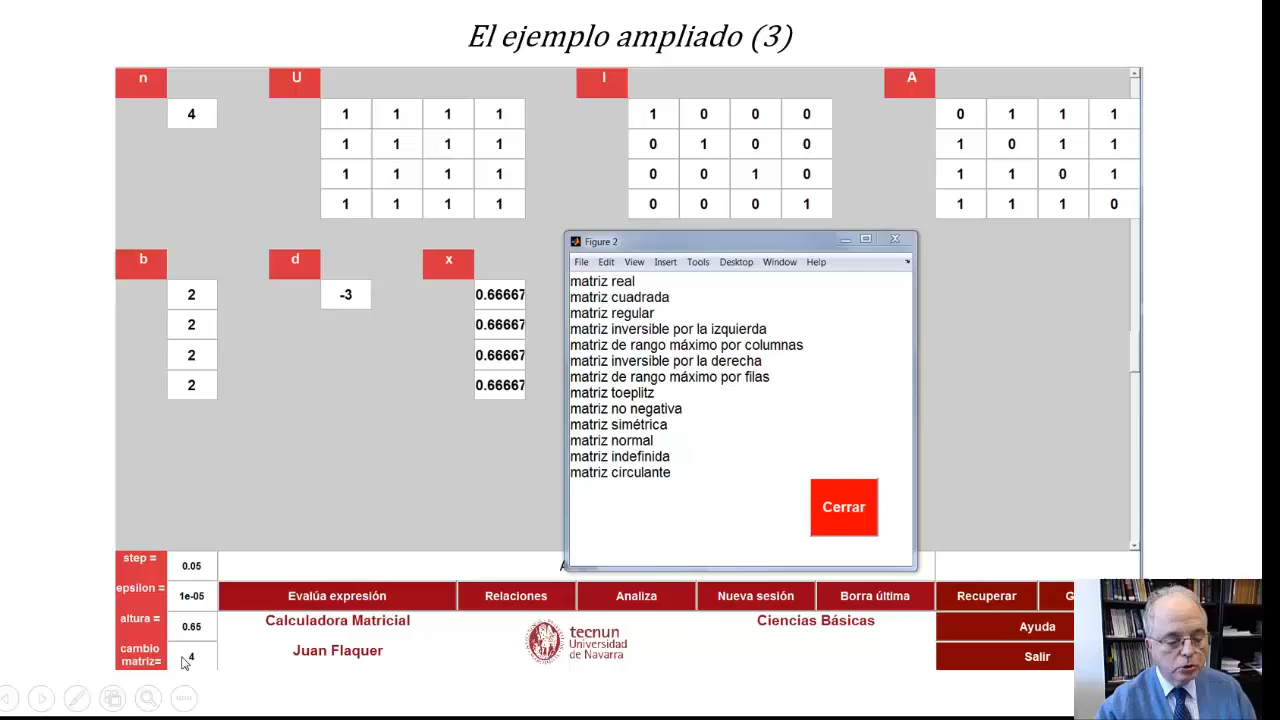 El ejemplo ampliado (3)
n U I A
4 1 1 1 1 1 0 0 0 0 1 1 1
1 1 1 1 0 1 0 0 1 0 1 1
1 1 1 1 0 0 1 0 1 1 0 1
1 1 1 1 0 0 0 1 1 1 1 0
b d x
2 -3 0.66667
2 0.66667
2 0.66667
2 0.66667
Figure 2
File Edit View Insert Tools Desktop Window Help
matriz real
matriz cuadrada
matriz regular
matriz inversible por la izquierda
matriz de rango máximo por columnas
matriz inversible por la derecha
matriz de rango máximo por filas
matriz toeplitz
matriz no negativa
matriz simétrica
matriz normal
matriz indefinida
matriz circulante
Cerrar
step = 0.05
epsilon = 1e-05
Evalúa expresión Relaciones Analiza Nueva sesión Borra última Recuperar
altura = 0.65
Calculadora Matricial
Ciencias Básicas
Ayuda
cambio
matriz= 4
Juan Flaquer
tecnun
Universidad
de Navarra
Salir